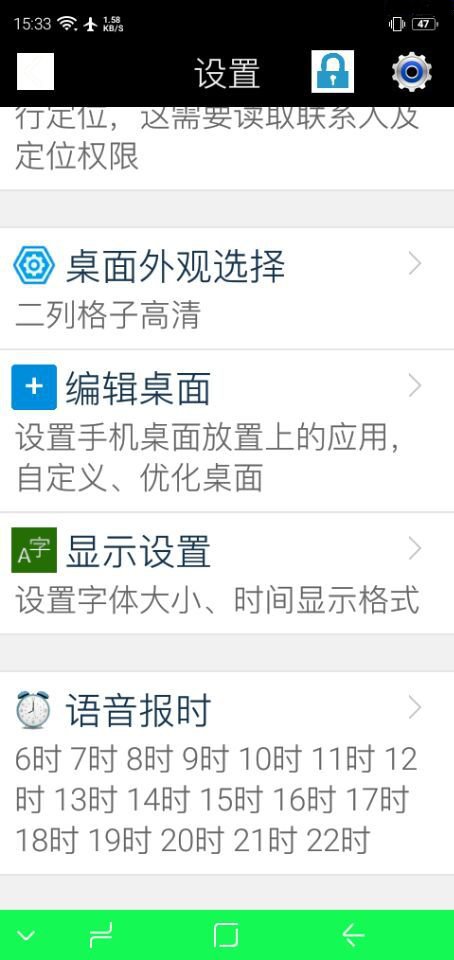 15:33
1.58
KB/S
47
设置
行定位，这需要读取联系人及
定位权限
桌面外观选择
二列格子高清
编辑桌面
设置手机桌面放置上的应用，
自定义、优化桌面
A字
显示设置
设置字体大小、时间显示格式
语音报时
6时 7时 8时 9时 10时 11时 12
时 13时 14时 15时 16时 17时
18时 19时 20时 21时 22时